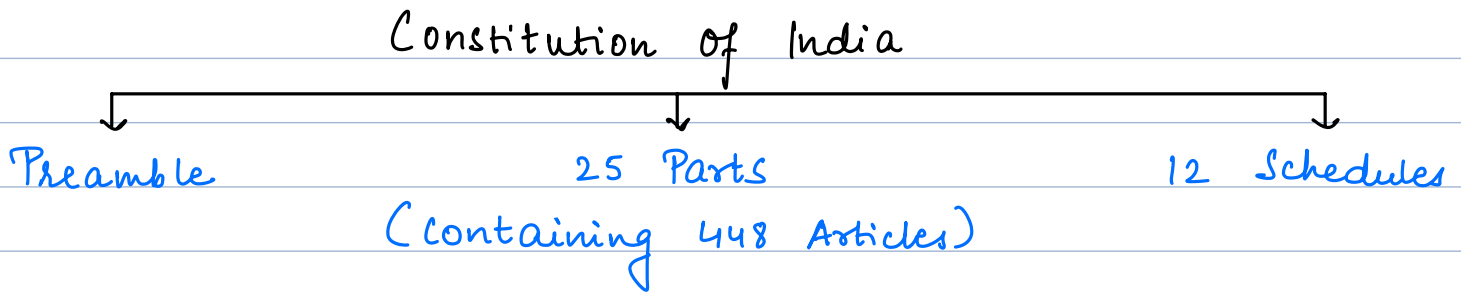 Constitution of India
Preamble 25 Parts 12 Schedules
(containing 448 Articles)